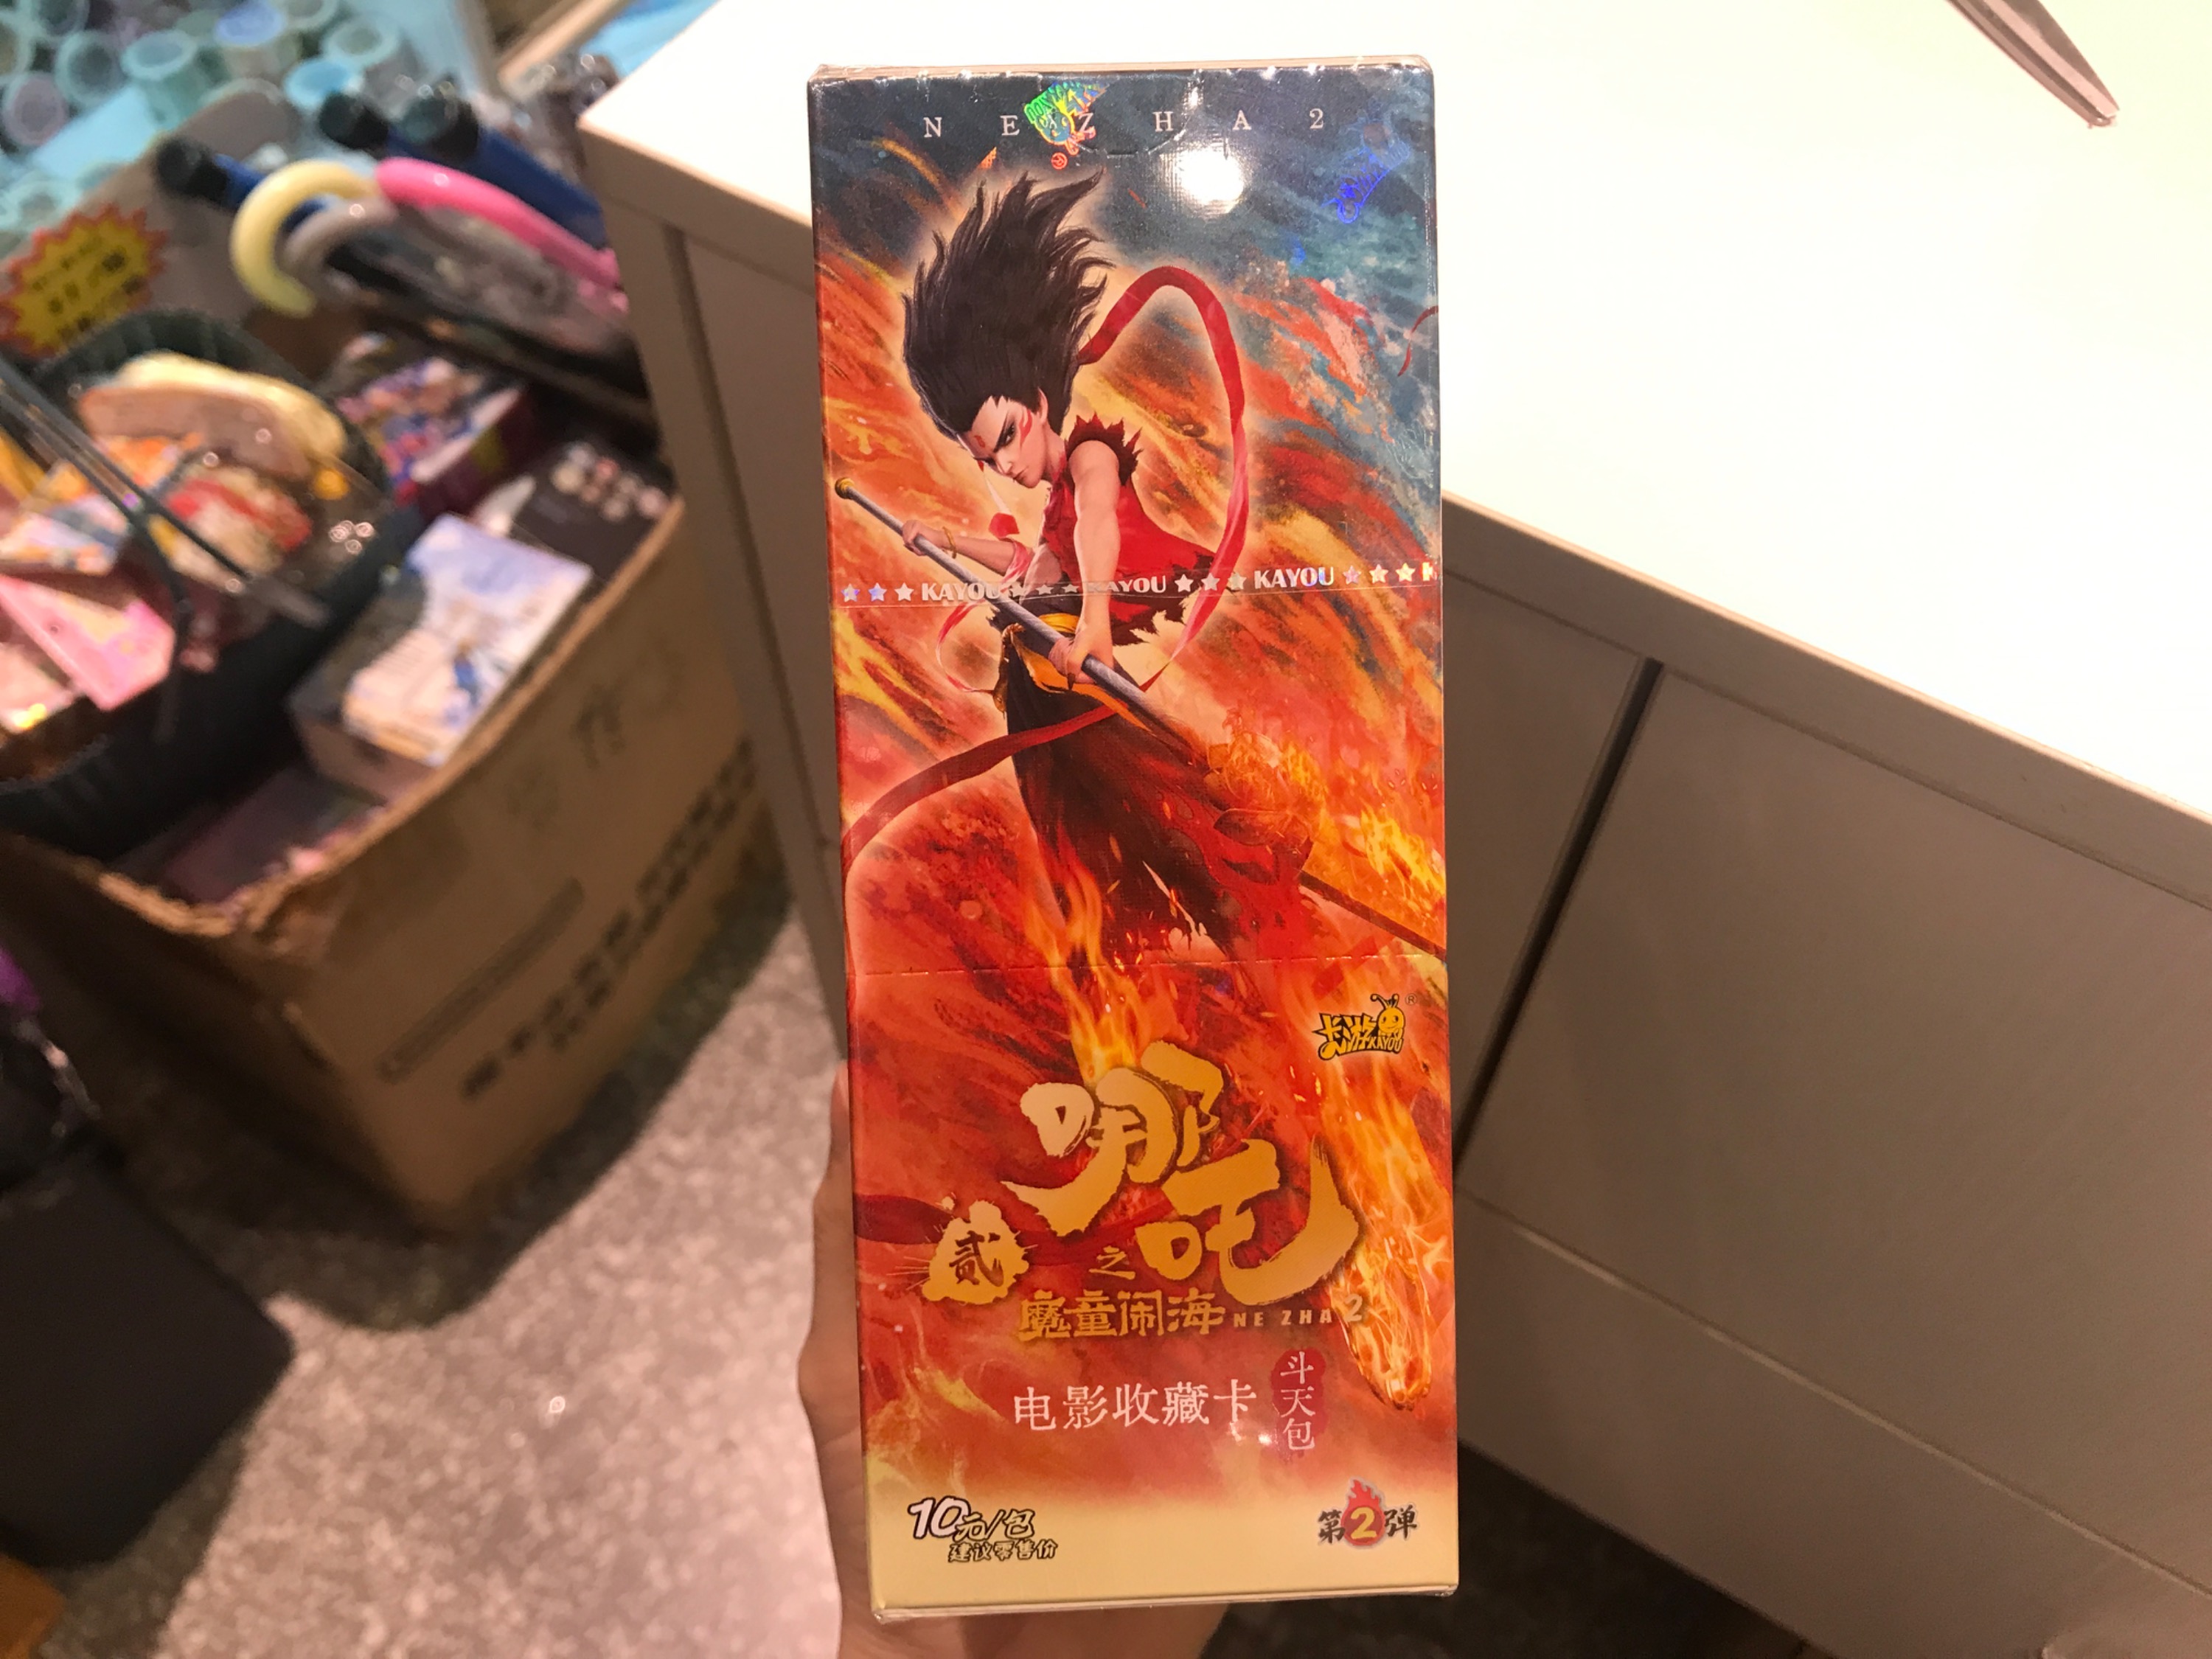 NEZHA2
★★★KAYOU★★★KAYOU★★★KAYOU★★★K
卡游KAYOU®
哪吒
贰 之
魔童闹海 NE ZHA 2
电影收藏卡 斗天包
10元/包
建议零售价
第2弹